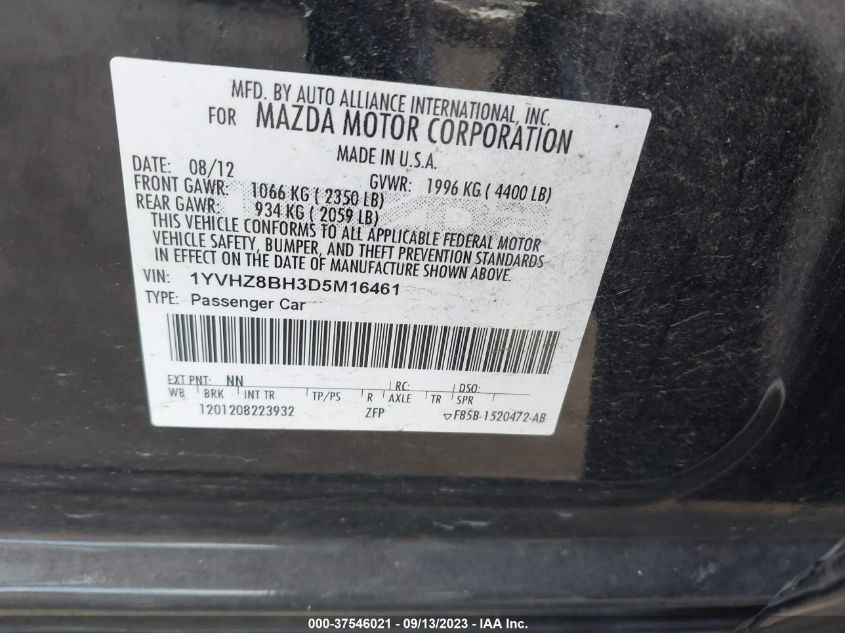 MFD. BY AUTO ALLIANCE INTERNATIONAL, INC.
FOR MAZDA MOTOR CORPORATION
MADE IN U.S.A.
DATE: 08/12 GVWR: 1996 KG ( 4400 LB)
FRONT GAWR: 1066 KG ( 2350 LB)
REAR GAWR: 934 KG ( 2059 LB)
THIS VEHICLE CONFORMS TO ALL APPLICABLE FEDERAL MOTOR
VEHICLE SAFETY, BUMPER, AND THEFT PREVENTION STANDARDS
IN EFFECT ON THE DATE OF MANUFACTURE SHOWN ABOVE.
VIN: 1YVHZ8BH3D5M16461
TYPE: Passenger Car
EXT PNT: NN RC: DSO:
WB BRK INT TR TP/PS R AXLE TR SPR
1201208223932 ZFP F85B-1520472-AB
000-37546021 - 09/13/2023 - © IAA Inc.